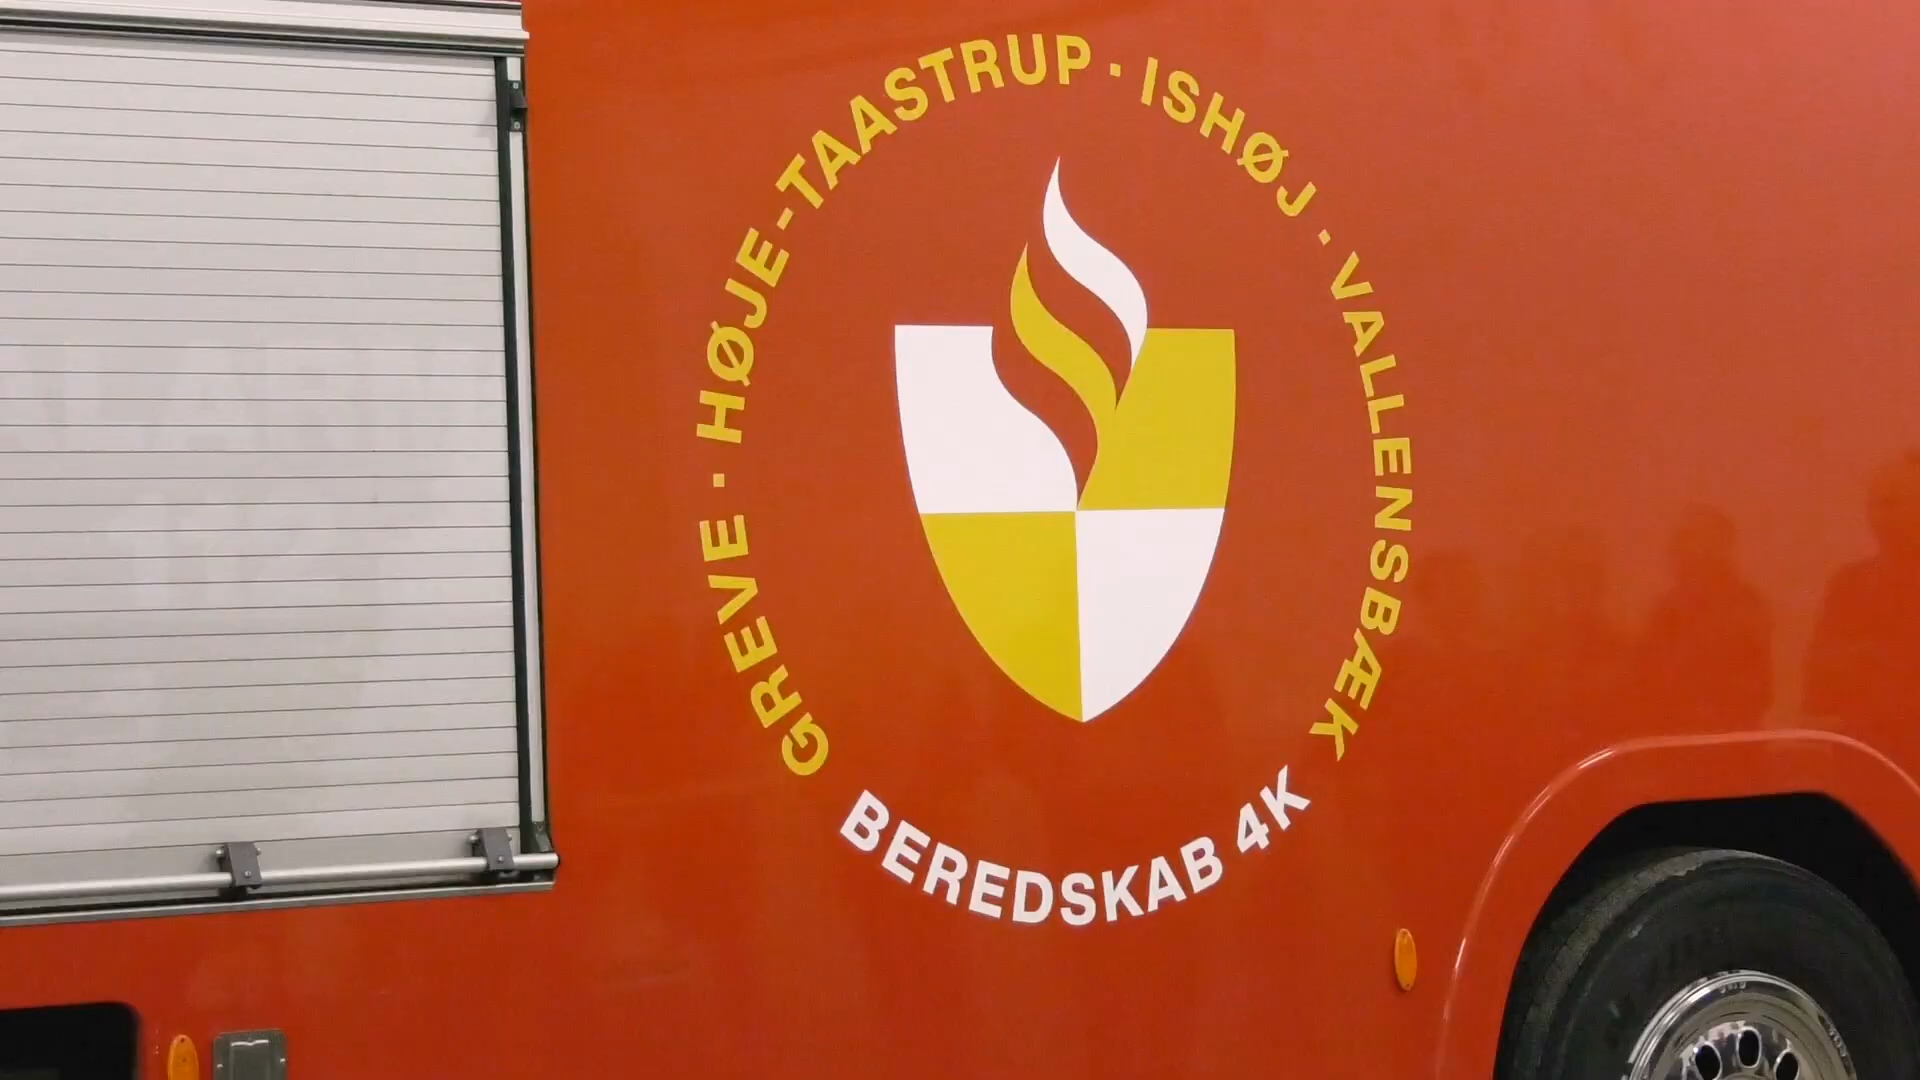 GREVE · HØJE-TAASTRUP · ISHØJ · VALLENSBÆK
BEREDSKAB 4K